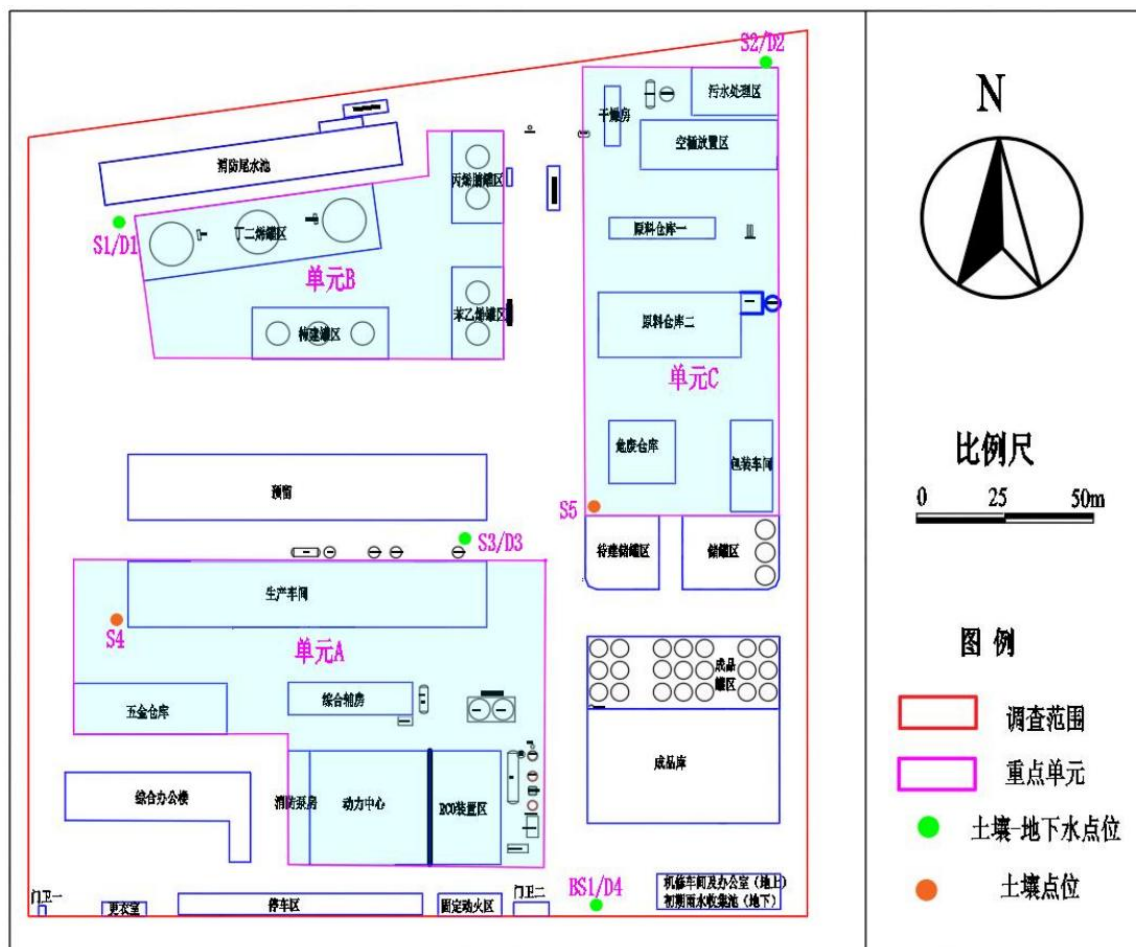 S2/D2
污水处理区
干燥房
空桶放置区
消防尾水池
丙烯腈罐区
S1/D1
丁二烯罐区
单元B
原料仓库一
苯乙烯罐区
待建罐区
原料仓库二
单元C
危废仓库
包装车间
预留
S5
S3/D3
待建储罐区
储罐区
生产车间
S4
单元A
成品
罐区
五金仓库
综合辅房
成品库
综合办公楼
消防泵房
动力中心
RCO装置区
门卫一
更衣室
停车区
固定动火区
门卫二
BS1/D4
机修车间及办公室（地上）
初期雨水收集池（地下）
N
比例尺
0 25 50m
图 例
调查范围
重点单元
土壤-地下水点位
土壤点位